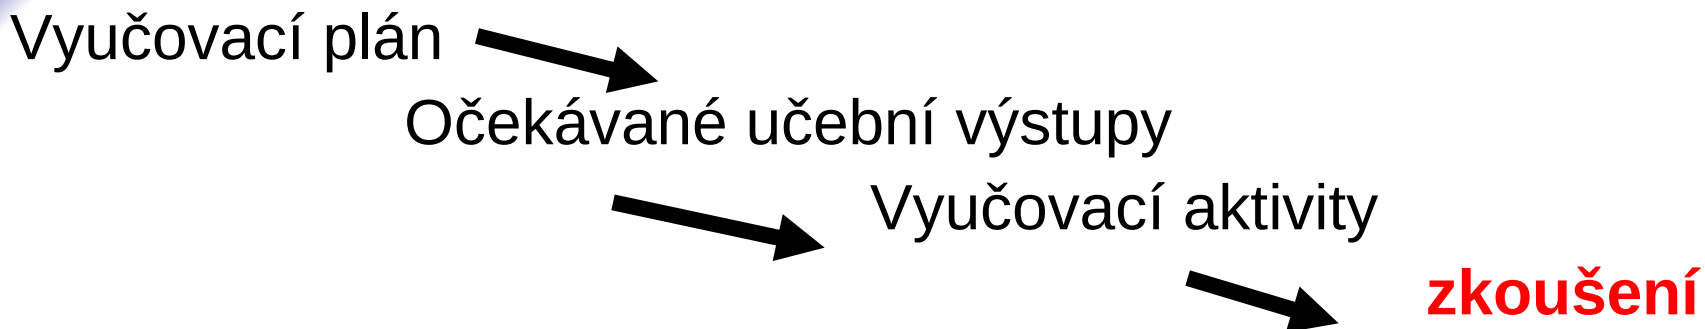 Vyučovací plán
Očekávané učební výstupy
Vyučovací aktivity
zkoušení